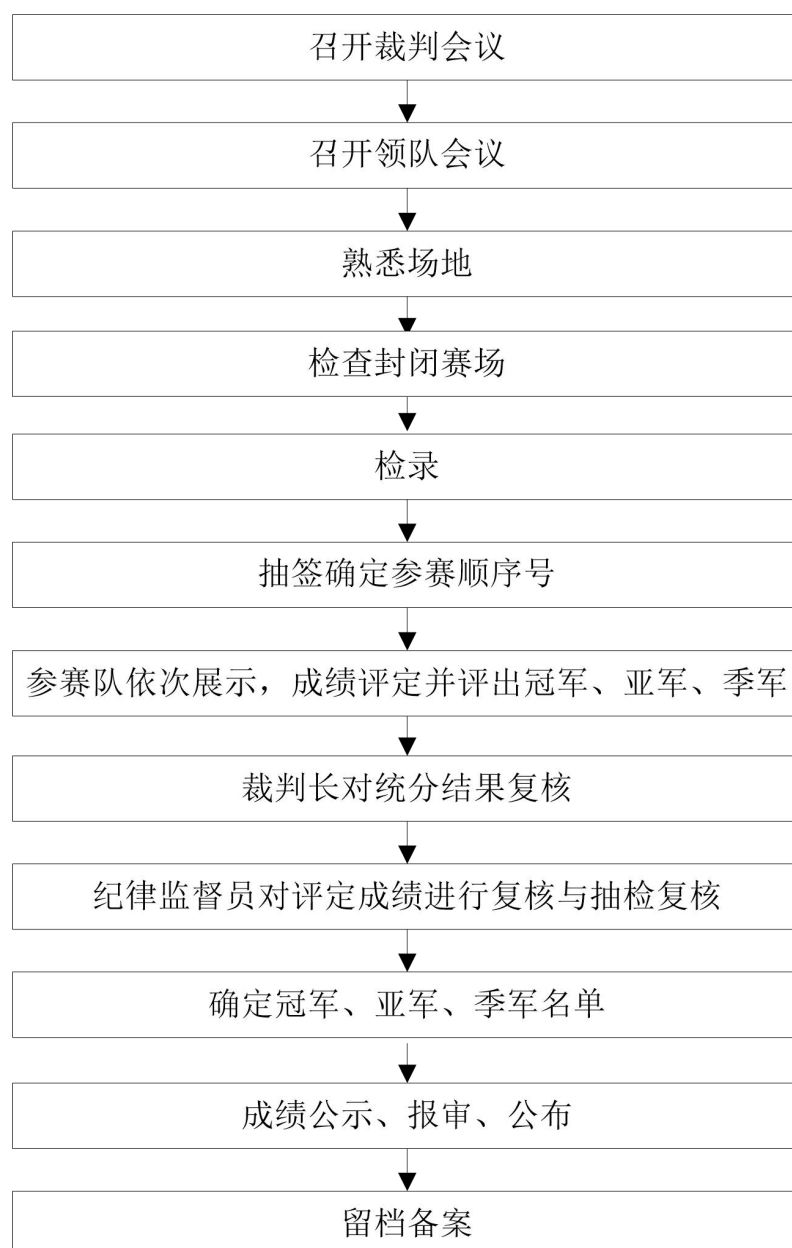 召开裁判会议
召开领队会议
熟悉场地
检查封闭赛场
检录
抽签确定参赛顺序号
参赛队依次展示，成绩评定并评出冠军、亚军、季军
裁判长对统分结果复核
纪律监督员对评定成绩进行复核与抽检复核
确定冠军、亚军、季军名单
成绩公示、报审、公布
留档备案